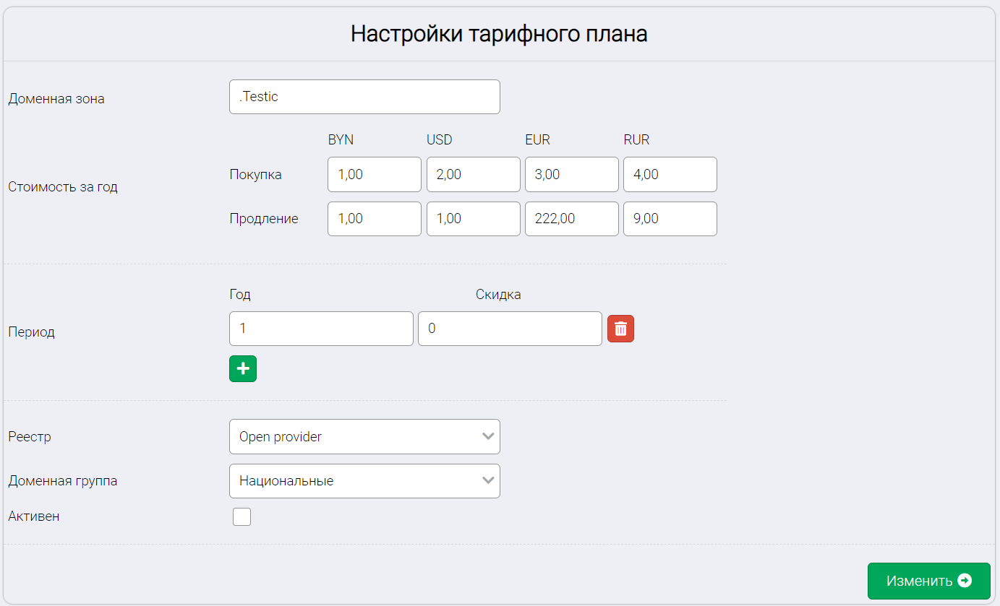 Настройки тарифного плана
Доменная зона
.Testic
BYN USD EUR RUR
Стоимость за год
Покупка 1,00 2,00 3,00 4,00
Продление 1,00 1,00 222,00 9,00
Год Скидка
Период
1 0
Реестр
Open provider
Доменная группа
Национальные
Активен
Изменить